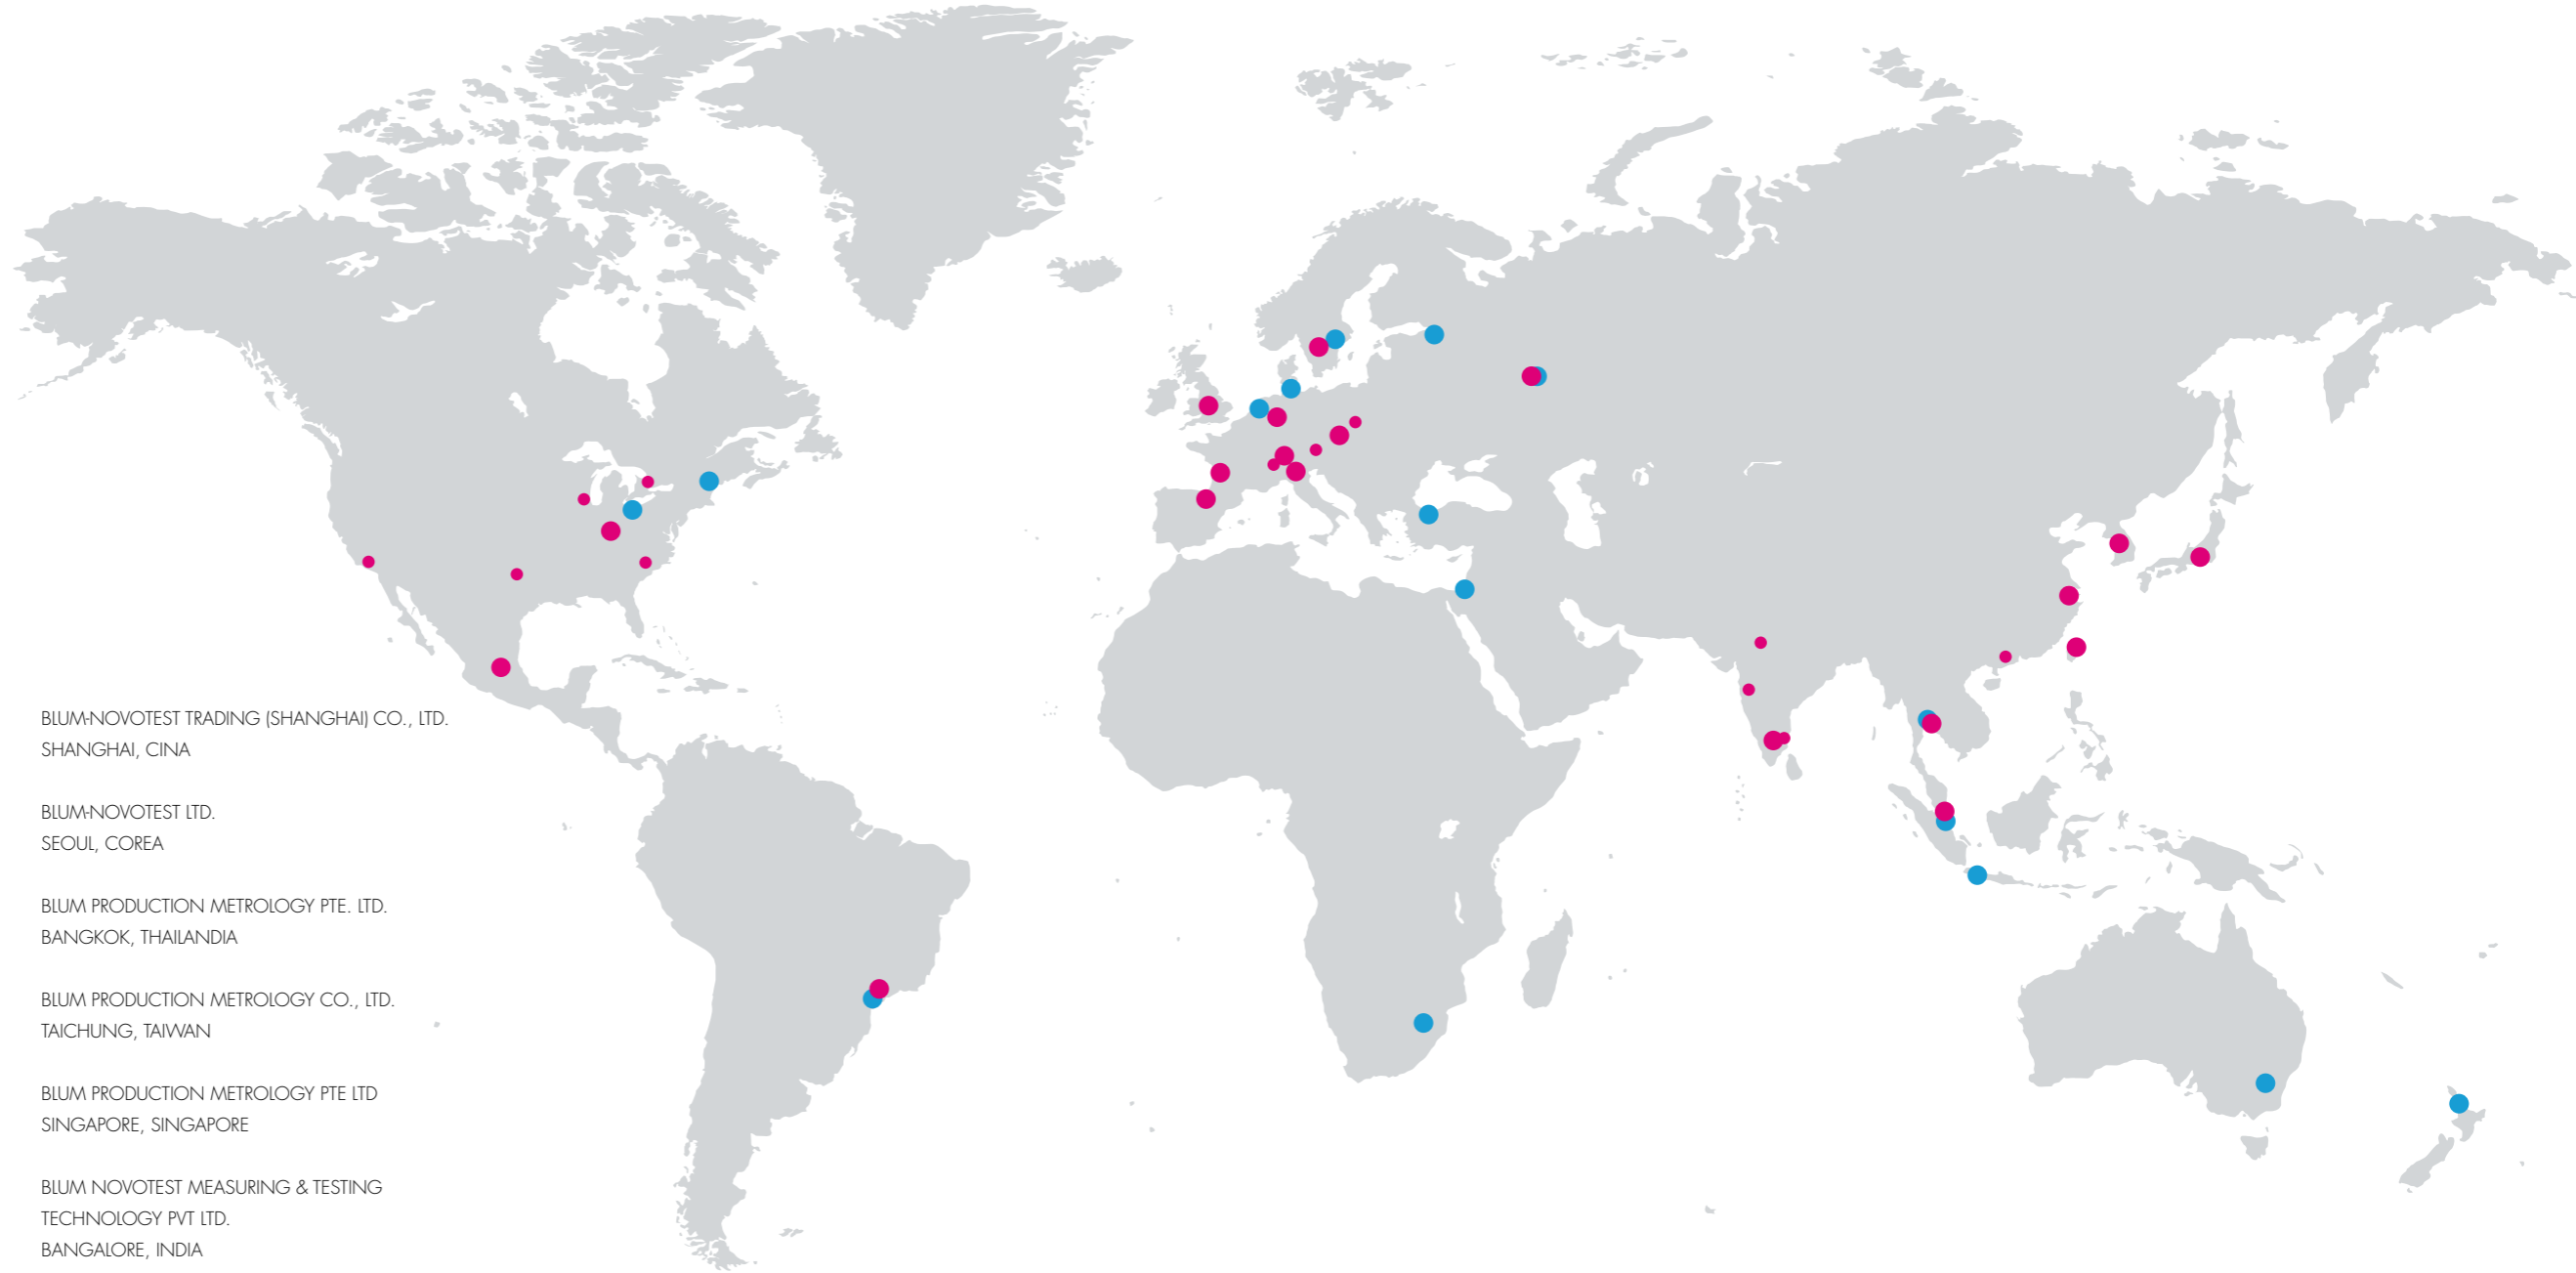 BLUM-NOVOTEST TRADING (SHANGHAI) CO., LTD.
SHANGHAI, CINA
BLUM-NOVOTEST LTD.
SEOUL, COREA
BLUM PRODUCTION METROLOGY PTE. LTD.
BANGKOK, THAILANDIA
BLUM PRODUCTION METROLOGY CO., LTD.
TAICHUNG, TAIWAN
BLUM PRODUCTION METROLOGY PTE LTD
SINGAPORE, SINGAPORE
BLUM NOVOTEST MEASURING & TESTING
TECHNOLOGY PVT LTD.
BANGALORE, INDIA